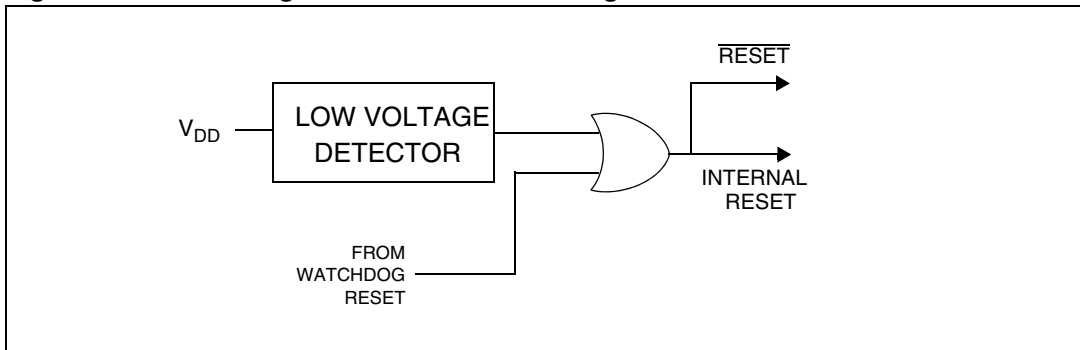 RESET
LOW VOLTAGE
V_DD
DETECTOR
INTERNAL
RESET
FROM
WATCHDOG
RESET